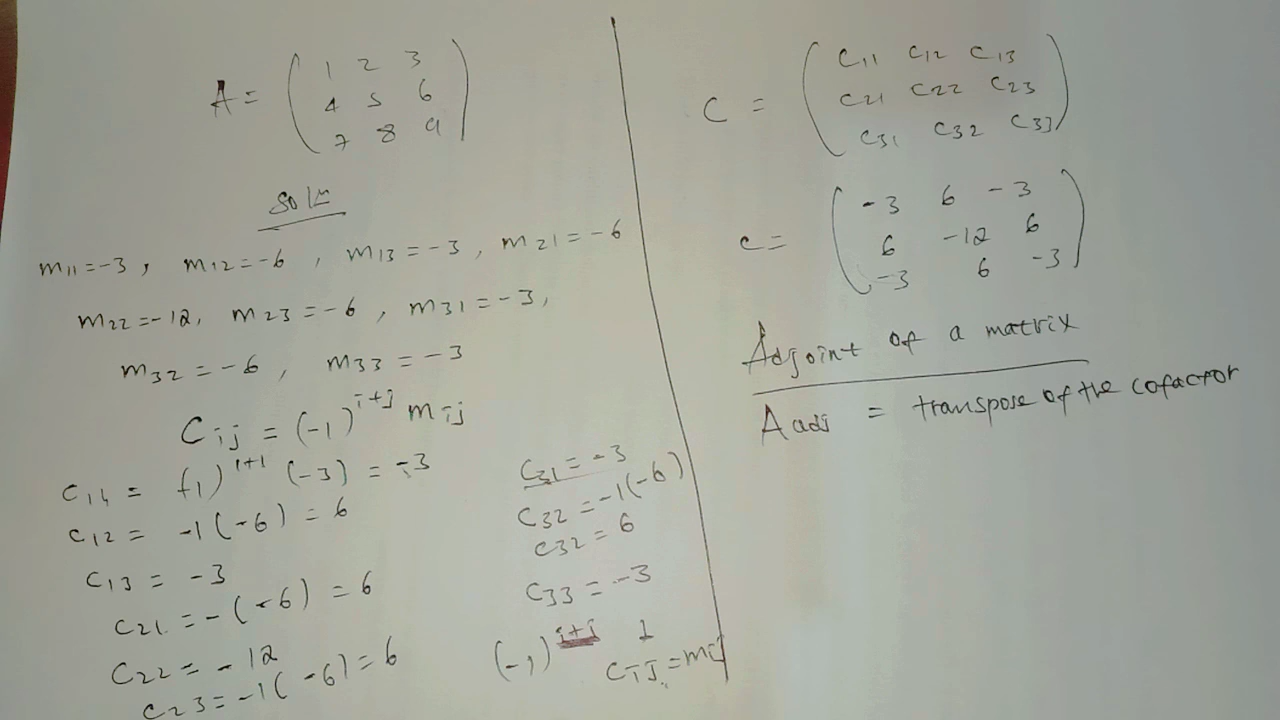 A = ( 1 2 3
4 5 6
7 8 9 )
Soln
m11=-3, m12=-6, m13=-3, m21=-6
m22=-12, m23=-6, m31=-3,
m32=-6, m33=-3
Cij = (-1)^i+j mij
C11 = (-1)^1+1 (-3) = -3
C12 = -1(-6) = 6
C13 = -3
C21 = -(-6) = 6
C22 = -12
C23 = -1(-6) = 6
C31 = -3
C32 = -1(-6)
C32 = 6
C33 = -3
(-1)^i+j 1
Cij = mij
C = ( C11 C12 C13
C21 C22 C23
C31 C32 C33 )
C = ( -3 6 -3
6 -12 6
-3 6 -3 )
Adjoint of a matrix
A adj = transpose of the cofactor